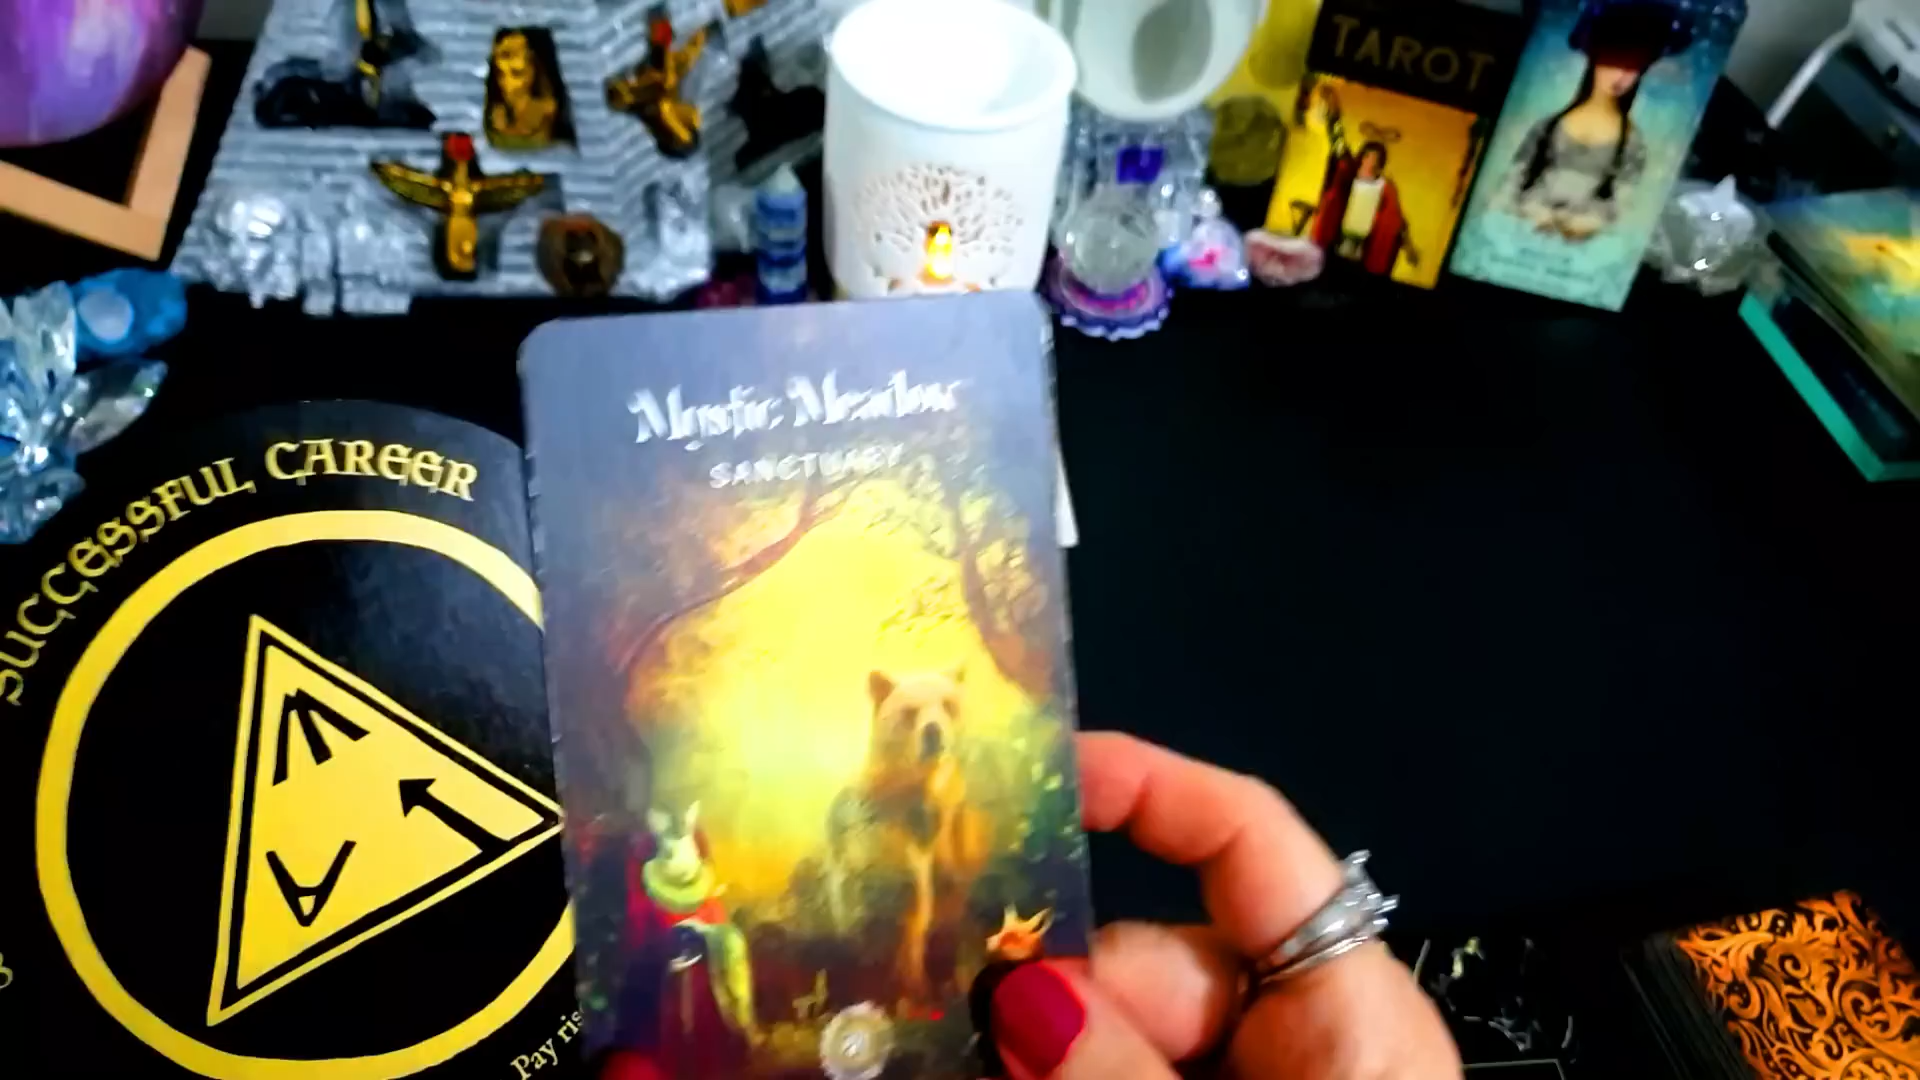 TAROT
Mystic Meadow
SANCTUARY
SUCCESSFUL CAREER
Pay ris